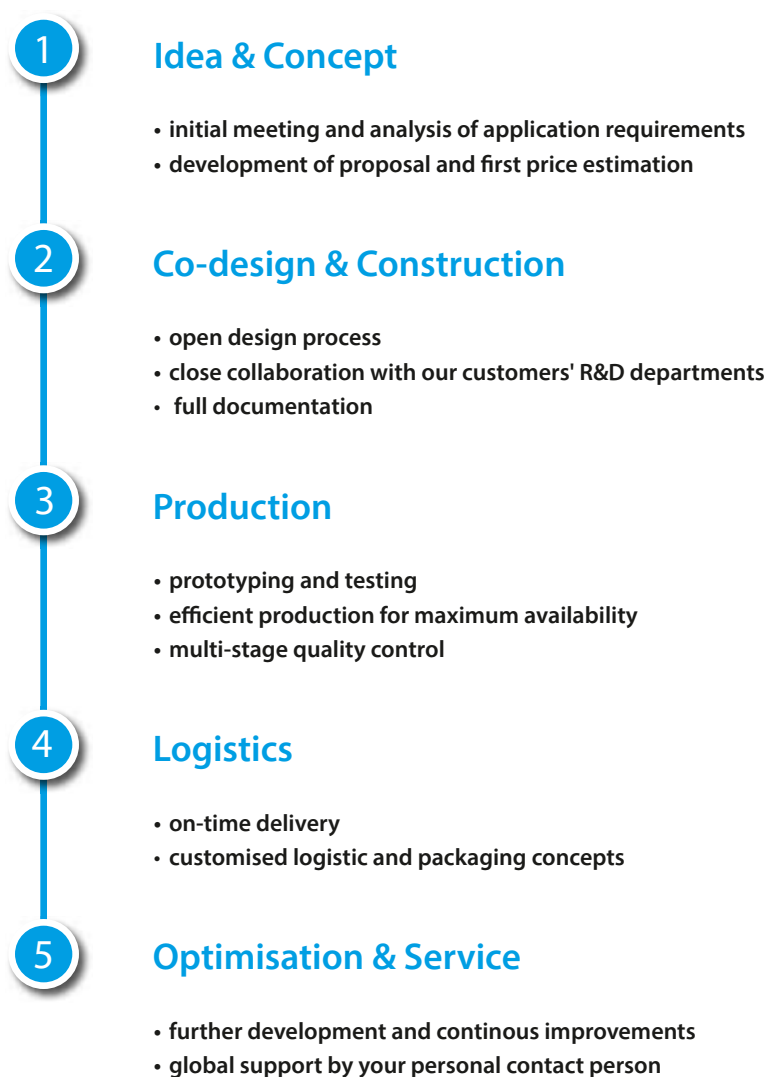 1
Idea & Concept
• initial meeting and analysis of application requirements
• development of proposal and first price estimation
2
Co-design & Construction
• open design process
• close collaboration with our customers' R&D departments
• full documentation
3
Production
• prototyping and testing
• efficient production for maximum availability
• multi-stage quality control
4
Logistics
• on-time delivery
• customised logistic and packaging concepts
5
Optimisation & Service
• further development and continous improvements
• global support by your personal contact person